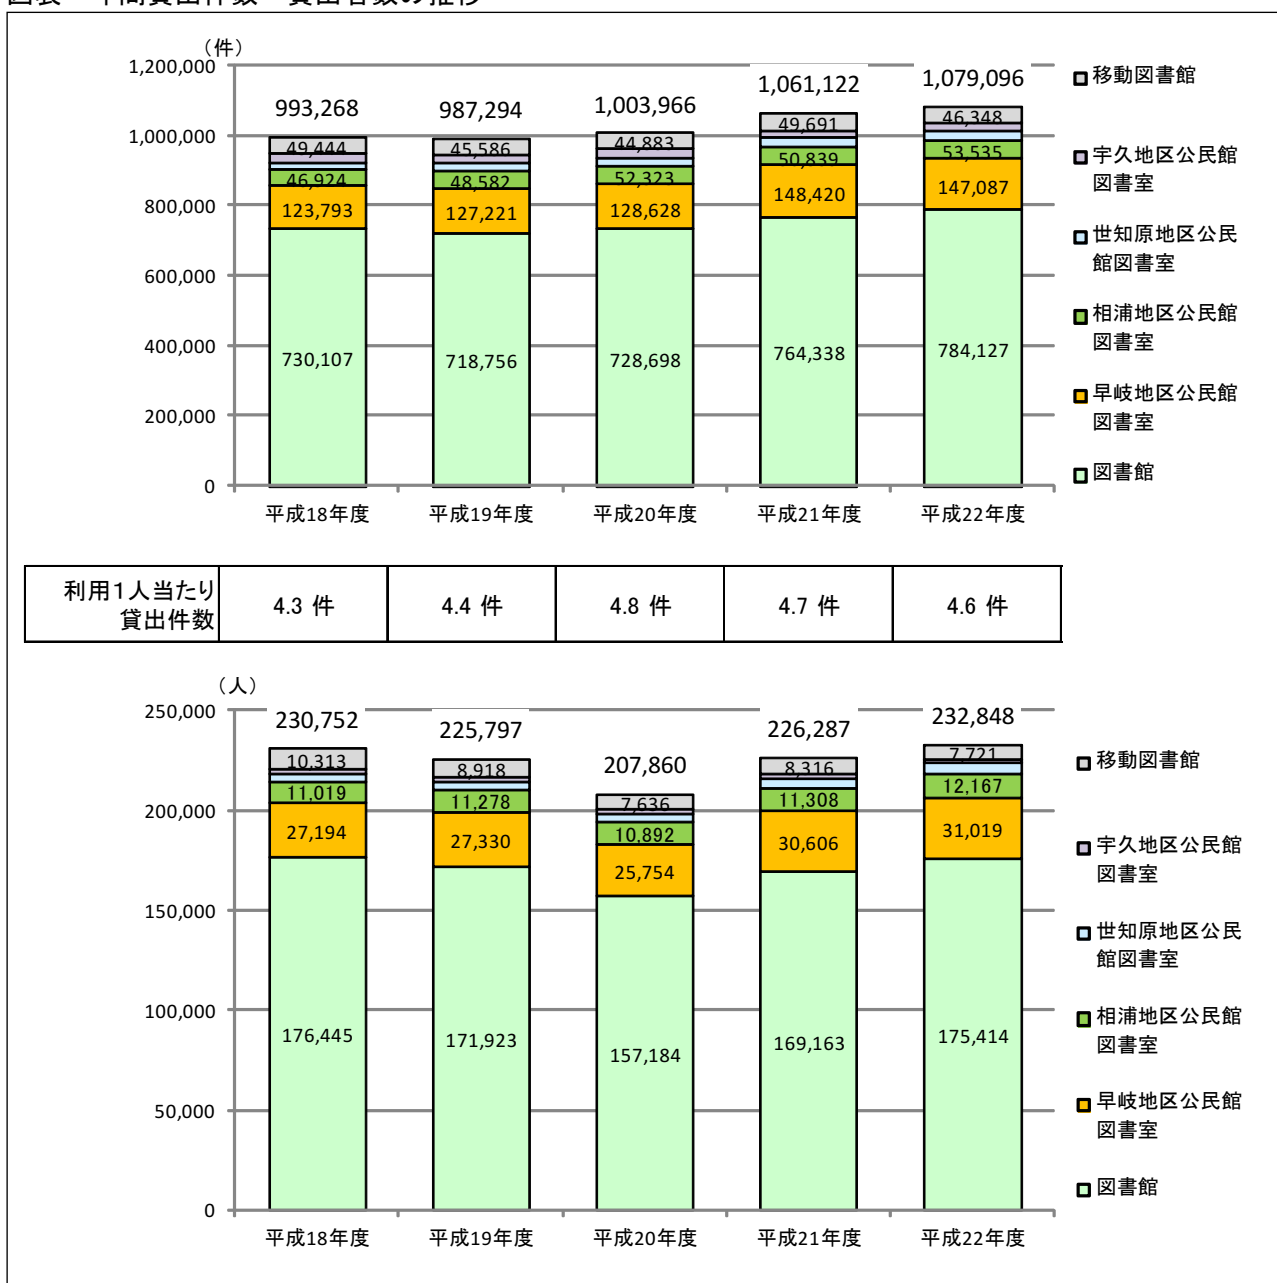 （件）
1,200,000
1,000,000
800,000
600,000
400,000
200,000
0
993,268
987,294
1,003,966
1,061,122
1,079,096
49,444
45,586
44,883
49,691
46,348
46,924
48,582
52,323
50,839
53,535
123,793
127,221
128,628
148,420
147,087
730,107
718,756
728,698
764,338
784,127
平成18年度
平成19年度
平成20年度
平成21年度
平成22年度
移動図書館
宇久地区公民館
図書室
世知原地区公民
館図書室
相浦地区公民館
図書室
早岐地区公民館
図書室
図書館
利用１人当たり
貸出件数
4.3 件
4.4 件
4.8 件
4.7 件
4.6 件
（人）
250,000
200,000
150,000
100,000
50,000
0
230,752
225,797
207,860
226,287
232,848
10,313
8,918
7,636
8,316
7,721
11,019
11,278
10,892
11,308
12,167
27,194
27,330
25,754
30,606
31,019
176,445
171,923
157,184
169,163
175,414
平成18年度
平成19年度
平成20年度
平成21年度
平成22年度
移動図書館
宇久地区公民館
図書室
世知原地区公民
館図書室
相浦地区公民館
図書室
早岐地区公民館
図書室
図書館